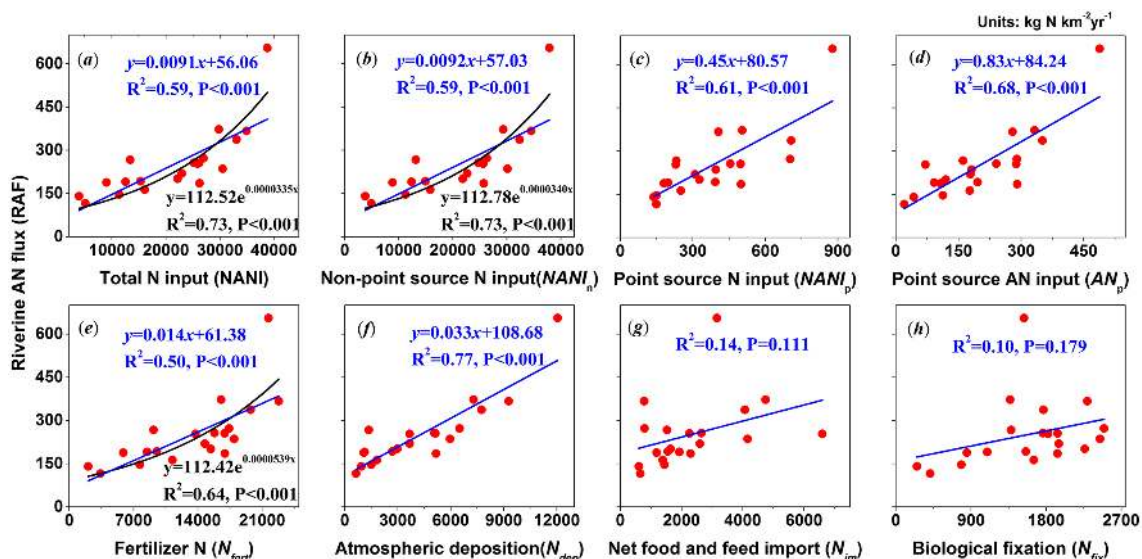 Units: kg N km-2yr-1
Riverine AN flux (RAF)
600
450
300
150
0
(a)
y=0.0091x+56.06
R2=0.59, P<0.001
y=112.52e0.0000335x
R2=0.73, P<0.001
10000 20000 30000 40000
Total N input (NANI)
(b)
y=0.0092x+57.03
R2=0.59, P<0.001
y=112.78e0.0000340x
R2=0.73, P<0.001
10000 20000 30000 40000
Non-point source N input(NANIn)
(c)
y=0.45x+80.57
R2=0.61, P<0.001
0 300 600 900
Point source N input (NANIp)
(d)
y=0.83x+84.24
R2=0.68, P<0.001
0 150 300 450
Point source AN input (ANp)
600
450
300
150
0
(e)
y=0.014x+61.38
R2=0.50, P<0.001
y=112.42e0.0000539x
R2=0.64, P<0.001
0 7000 14000 21000
Fertilizer N (Nfert)
(f)
y=0.033x+108.68
R2=0.77, P<0.001
0 3000 6000 9000 12000
Atmospheric deposition(Ndep)
(g)
R2=0.14, P=0.111
0 2000 4000 6000 8000
Net food and feed import (Nim)
(h)
R2=0.10, P=0.179
0 900 1800 2700
Biological fixation (Nfix)